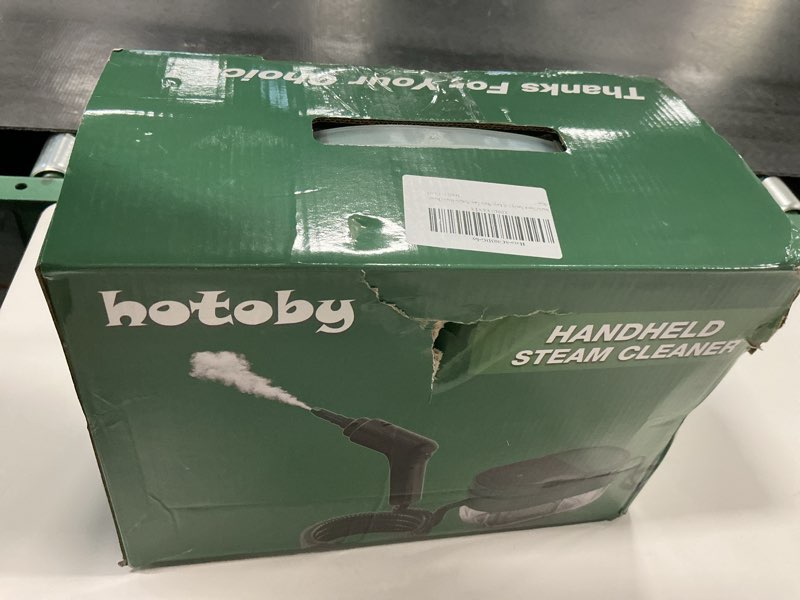 Thanks For Your Choice
hotoby
HANDHELD
STEAM CLEANER